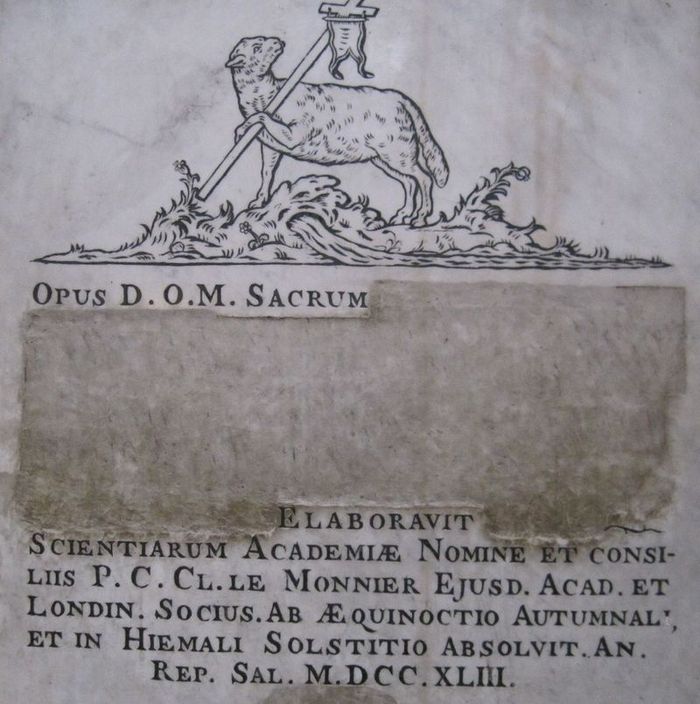 OPUS D. O. M. SACRUM
ELABORAVIT
SCIENTIARUM ACADEMIÆ NOMINE ET CONSI-
LIIS P. C. CL. LE MONNIER EJUSD. ACAD. ET
LONDIN. SOCIUS. AB ÆQUINOCTIO AUTUMNALI,
ET IN HIEMALI SOLSTITIO ABSOLVIT. AN.
REP. SAL. M.DCC.XLIII.